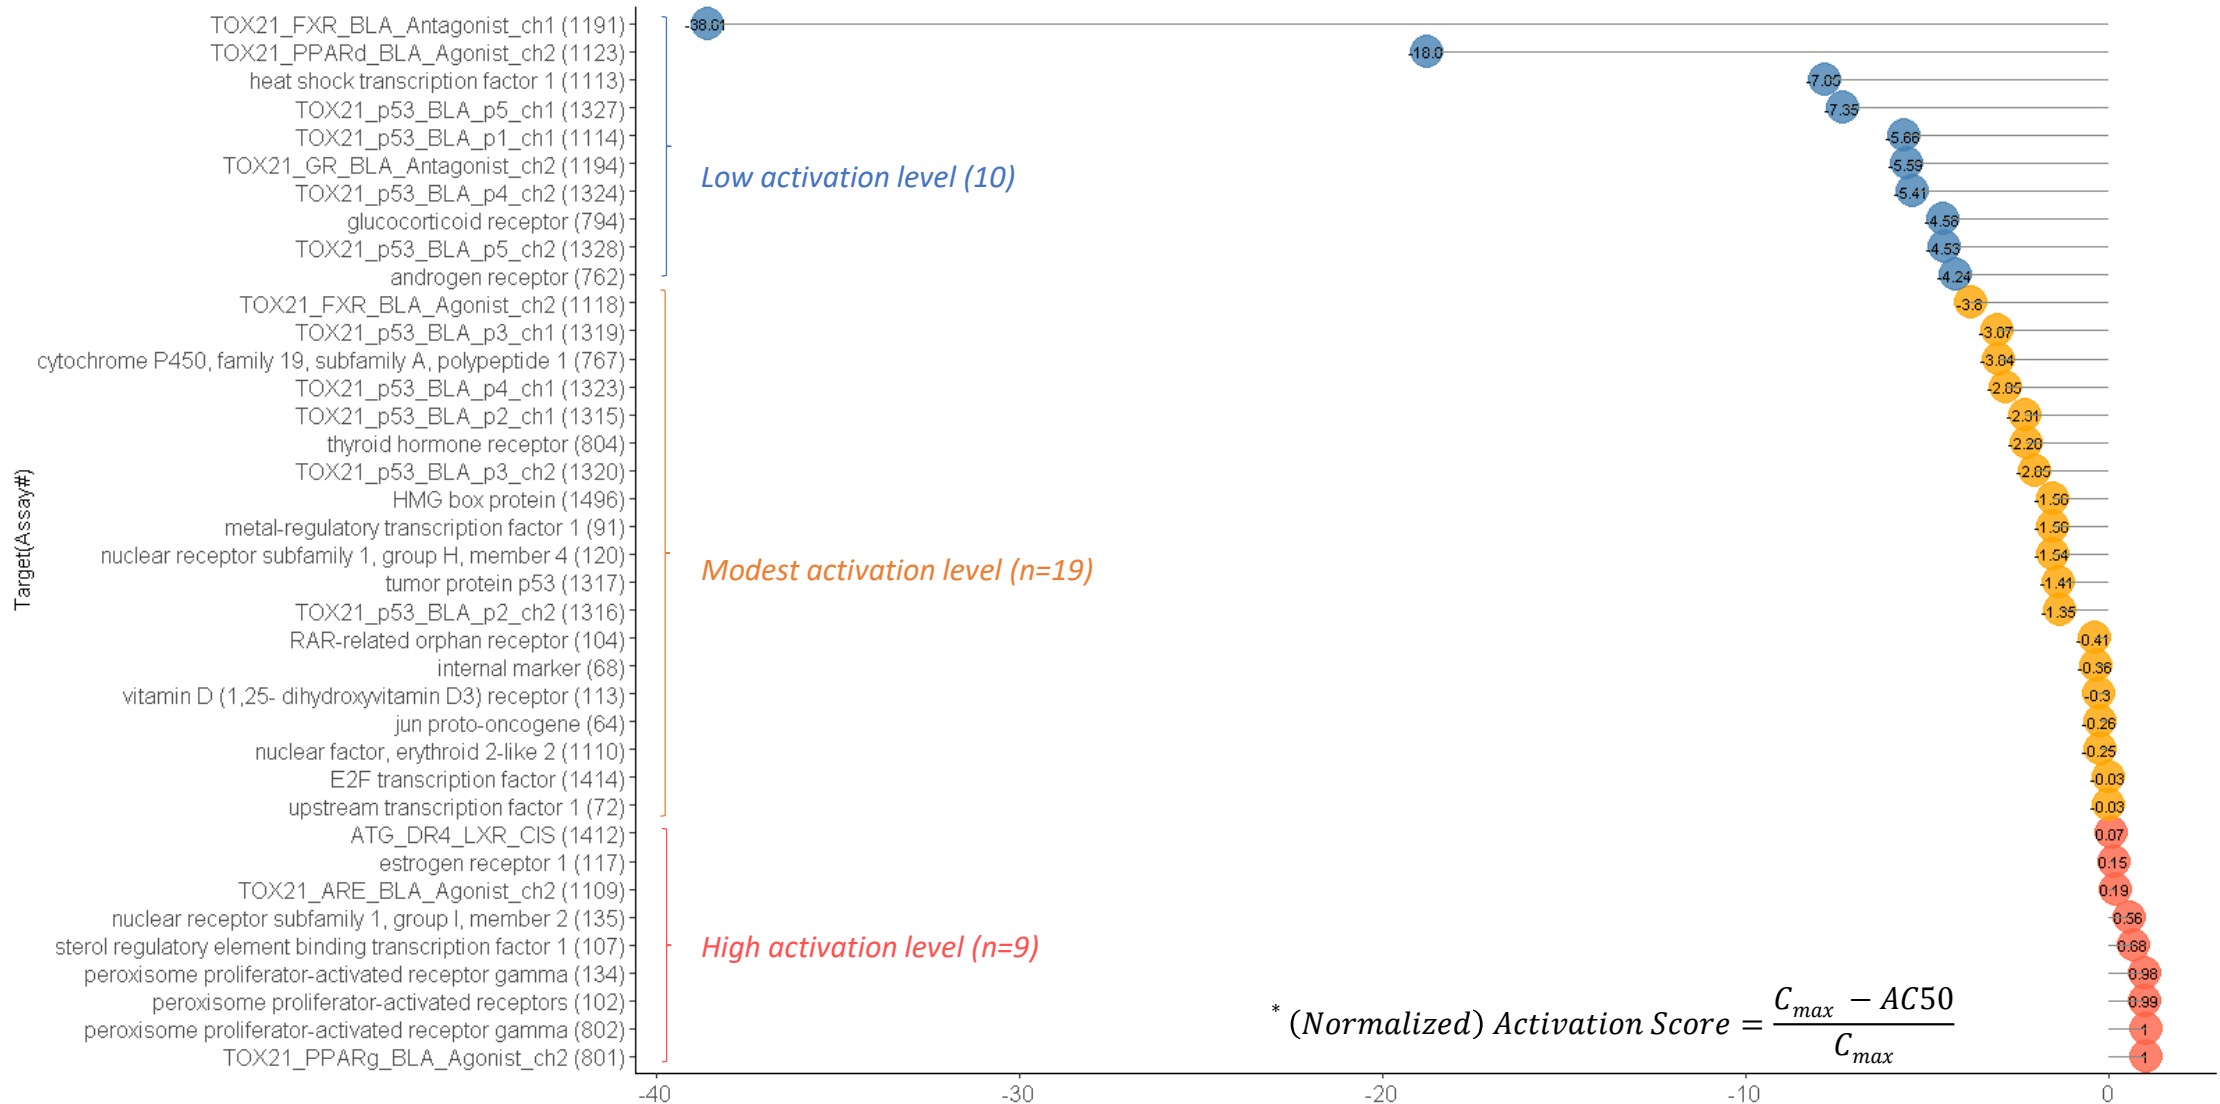 TOX21_FXR_BLA_Antagonist_ch1 (1191) -38.61
TOX21_PPARd_BLA_Agonist_ch2 (1123) -18.8
heat shock transcription factor 1 (1113) -7.85
TOX21_p53_BLA_p5_ch1 (1327) -7.35
TOX21_p53_BLA_p1_ch1 (1114) -5.66
TOX21_GR_BLA_Antagonist_ch2 (1194) -5.59
Low activation level (10)
TOX21_p53_BLA_p4_ch2 (1324) -5.41
glucocorticoid receptor (794) -4.58
TOX21_p53_BLA_p5_ch2 (1328) -4.53
androgen receptor (762) -4.24
TOX21_FXR_BLA_Agonist_ch2 (1118) -3.8
TOX21_p53_BLA_p3_ch1 (1319) -3.07
cytochrome P450, family 19, subfamily A, polypeptide 1 (767) -3.04
TOX21_p53_BLA_p4_ch1 (1323) -2.85
TOX21_p53_BLA_p2_ch1 (1315) -2.31
thyroid hormone receptor (804)
TOX21_p53_BLA_p3_ch2 (1320) -2.05
HMG box protein (1496) -1.56
metal-regulatory transcription factor 1 (91) -1.56
nuclear receptor subfamily 1, group H, member 4 (120) -1.54
Modest activation level (n=19)
tumor protein p53 (1317) -1.41
TOX21_p53_BLA_p2_ch2 (1316) -1.35
RAR-related orphan receptor (104) -0.41
internal marker (68) -0.36
vitamin D (1,25- dihydroxyvitamin D3) receptor (113) -0.3
jun proto-oncogene (64) -0.26
nuclear factor, erythroid 2-like 2 (1110) -0.25
E2F transcription factor (1414) -0.03
upstream transcription factor 1 (72) -0.03
ATG_DR4_LXR_CIS (1412) 0.07
estrogen receptor 1 (117) 0.15
TOX21_ARE_BLA_Agonist_ch2 (1109) 0.19
nuclear receptor subfamily 1, group I, member 2 (135) 0.56
sterol regulatory element binding transcription factor 1 (107) 0.68
High activation level (n=9)
peroxisome proliferator-activated receptor gamma (134) 0.98
peroxisome proliferator-activated receptors (102) 0.99
peroxisome proliferator-activated receptor gamma (802) 1
TOX21_PPARg_BLA_Agonist_ch2 (801) 1
Target(Assay#)
* (Normalized) Activation Score = (C_max − AC50) / C_max
-40 -30 -20 -10 0